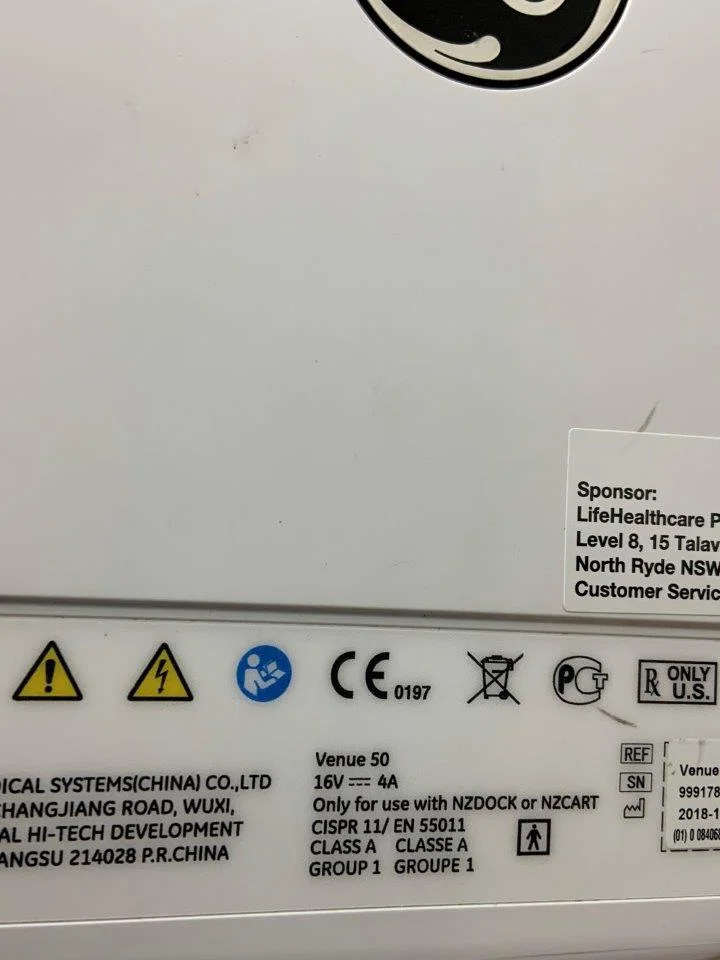 Sponsor:
LifeHealthcare P
Level 8, 15 Talav
North Ryde NSW
Customer Servic
CE 0197
PCT
Rx ONLY
U.S.
ICAL SYSTEMS(CHINA) CO.,LTD
CHANGJIANG ROAD, WUXI,
AL HI-TECH DEVELOPMENT
ANGSU 214028 P.R.CHINA
Venue 50
16V ⎓ 4A
Only for use with NZDOCK or NZCART
CISPR 11/ EN 55011
CLASS A CLASSE A
GROUP 1 GROUPE 1
REF
SN
Venue
999178
2018-1
(01) 0 084068